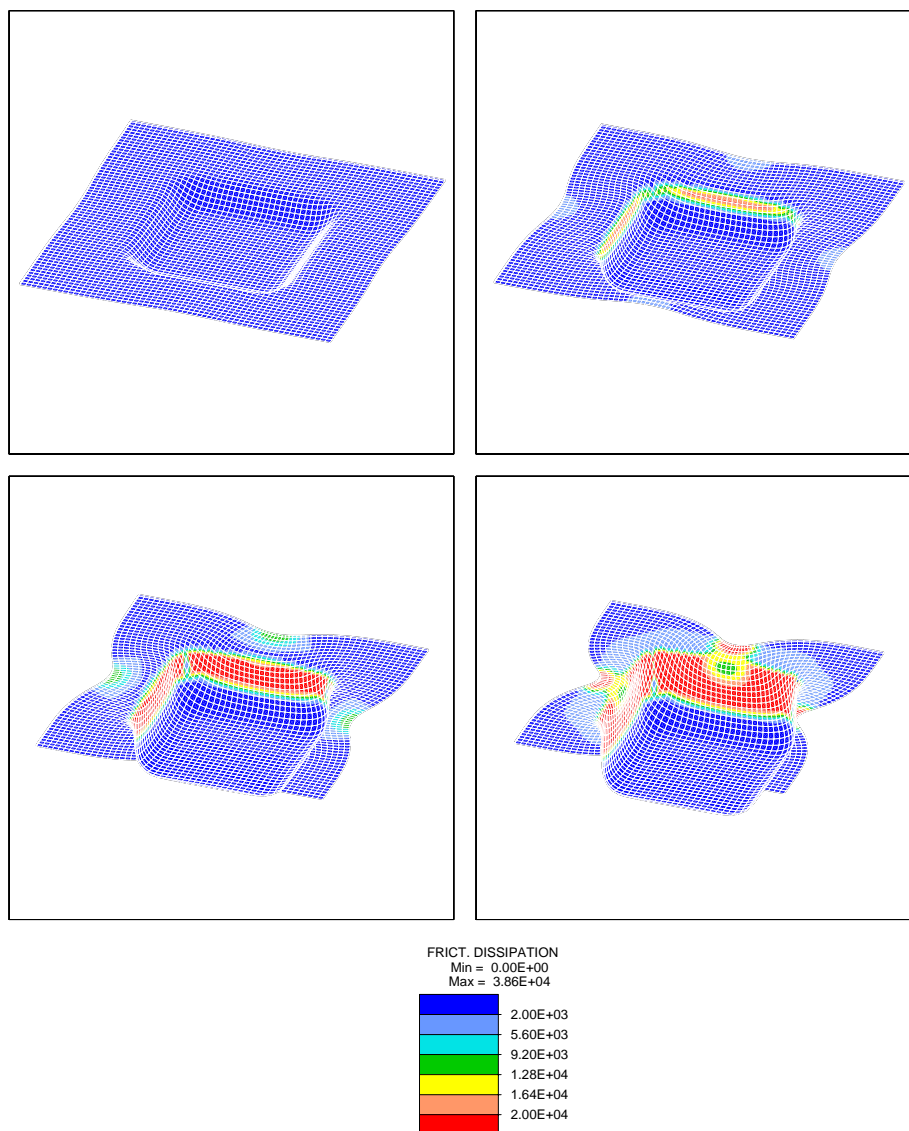 FRICT. DISSIPATION
Min = 0.00E+00
Max = 3.86E+04
2.00E+03
5.60E+03
9.20E+03
1.28E+04
1.64E+04
2.00E+04